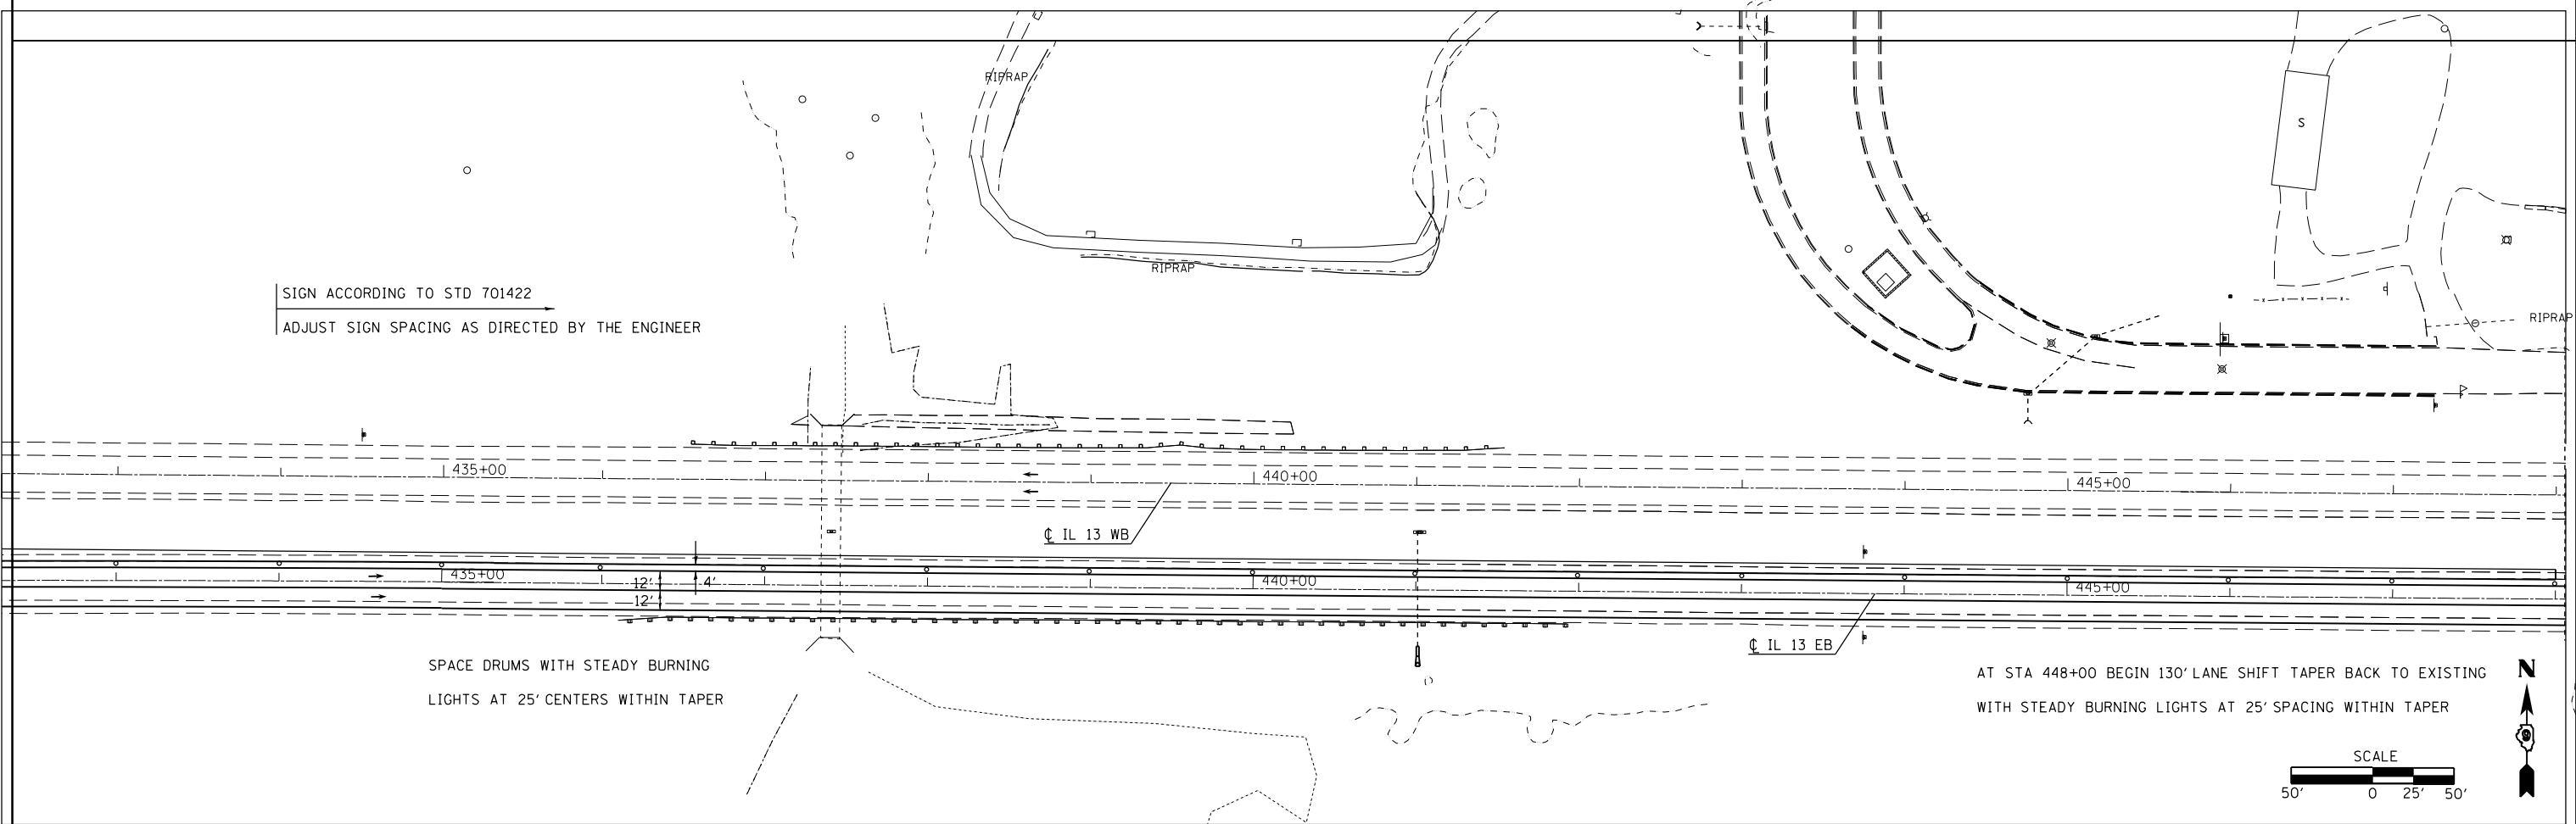 RIPRAP
S
RIPRAP
SIGN ACCORDING TO STD 701422
ADJUST SIGN SPACING AS DIRECTED BY THE ENGINEER
RIPRAP
435+00
440+00
445+00
℄ IL 13 WB
435+00
12'
4'
12'
440+00
445+00
℄ IL 13 EB
SPACE DRUMS WITH STEADY BURNING
LIGHTS AT 25' CENTERS WITHIN TAPER
AT STA 448+00 BEGIN 130' LANE SHIFT TAPER BACK TO EXISTING
WITH STEADY BURNING LIGHTS AT 25' SPACING WITHIN TAPER
N
9
SCALE
50' 0 25' 50'